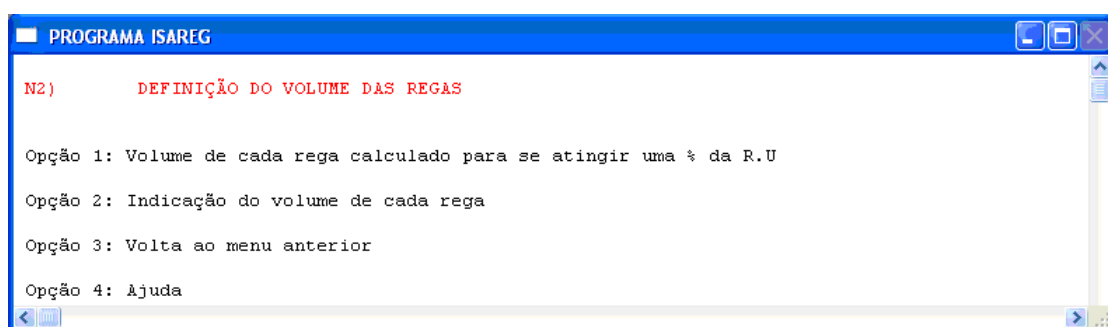 PROGRAMA ISAREG
N2) DEFINIÇÃO DO VOLUME DAS REGAS
Opção 1: Volume de cada rega calculado para se atingir uma % da R.U
Opção 2: Indicação do volume de cada rega
Opção 3: Volta ao menu anterior
Opção 4: Ajuda